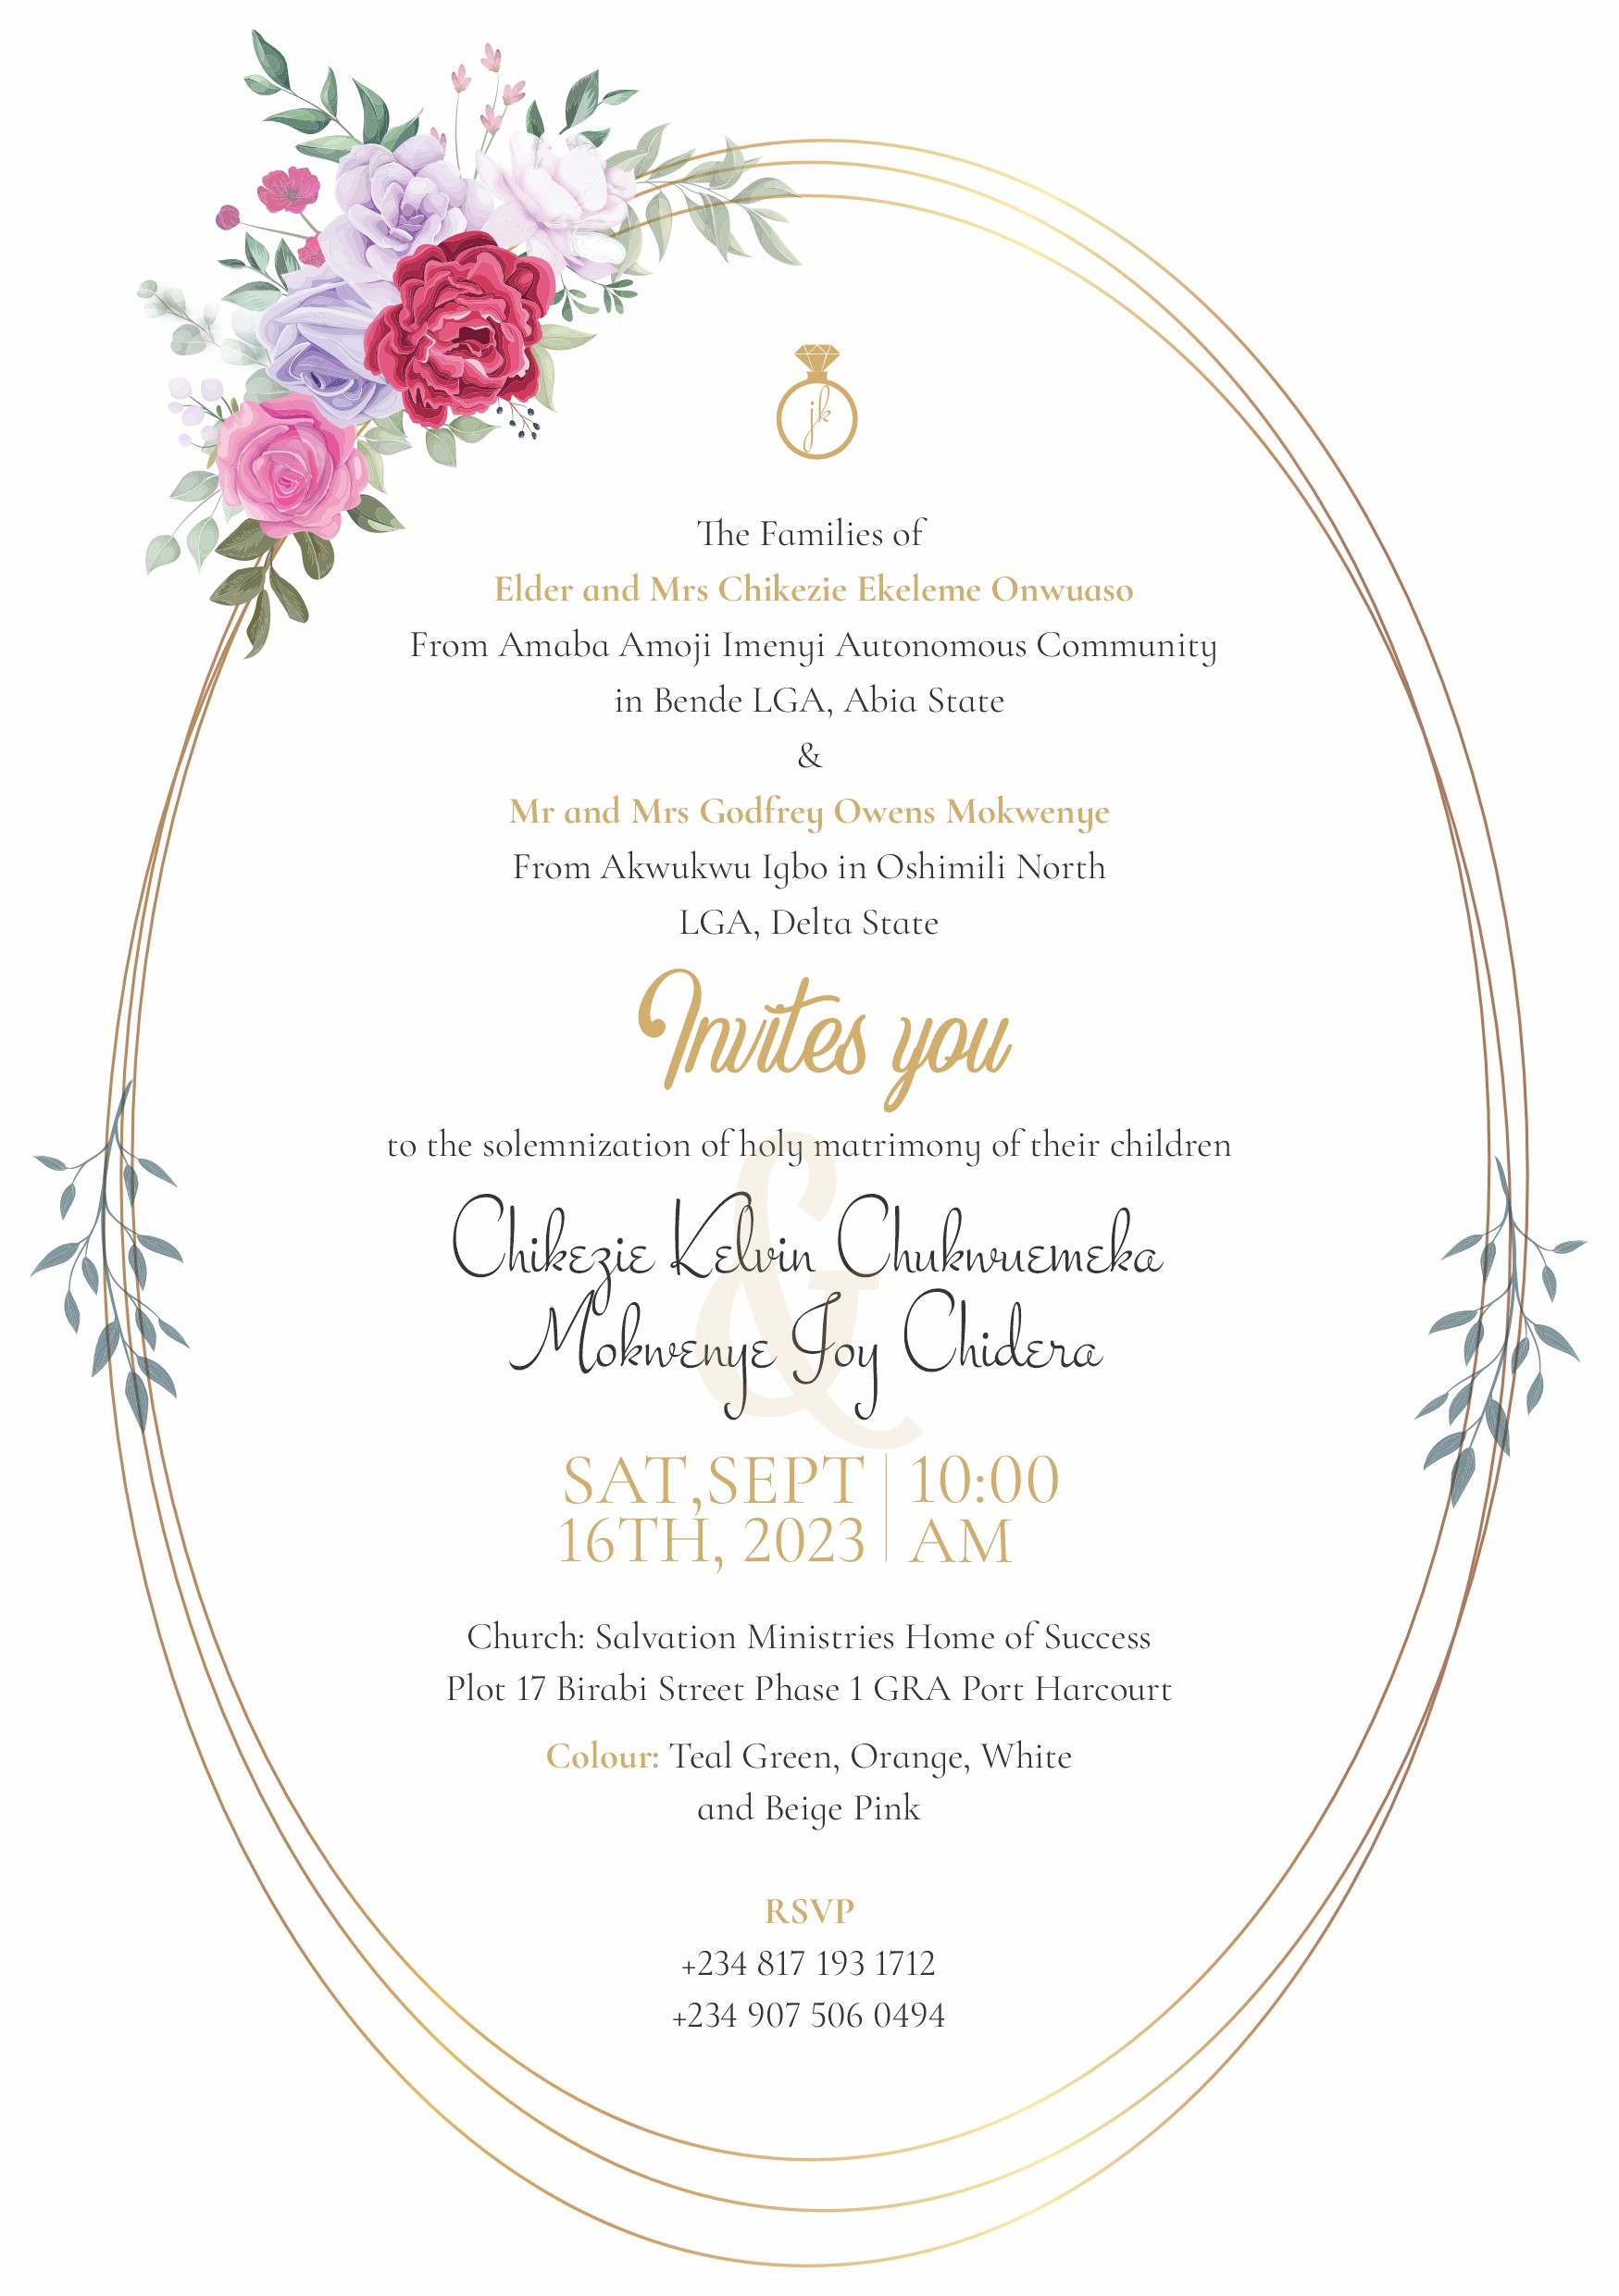 jk
The Families of
Elder and Mrs Chikezie Ekeleme Onwuaso
From Amaba Amoji Imenyi Autonomous Community
in Bende LGA, Abia State
&
Mr and Mrs Godfrey Owens Mokwenye
From Akwukwu Igbo in Oshimili North
LGA, Delta State
Invites you
to the solemnization of holy matrimony of their children
Chikezie Kelvin Chukwuemeka
&
Mokwenye Joy Chidera
SAT,SEPT
16TH, 2023
10:00
AM
Church: Salvation Ministries Home of Success
Plot 17 Birabi Street Phase 1 GRA Port Harcourt
Colour: Teal Green, Orange, White
and Beige Pink
RSVP
+234 817 193 1712
+234 907 506 0494